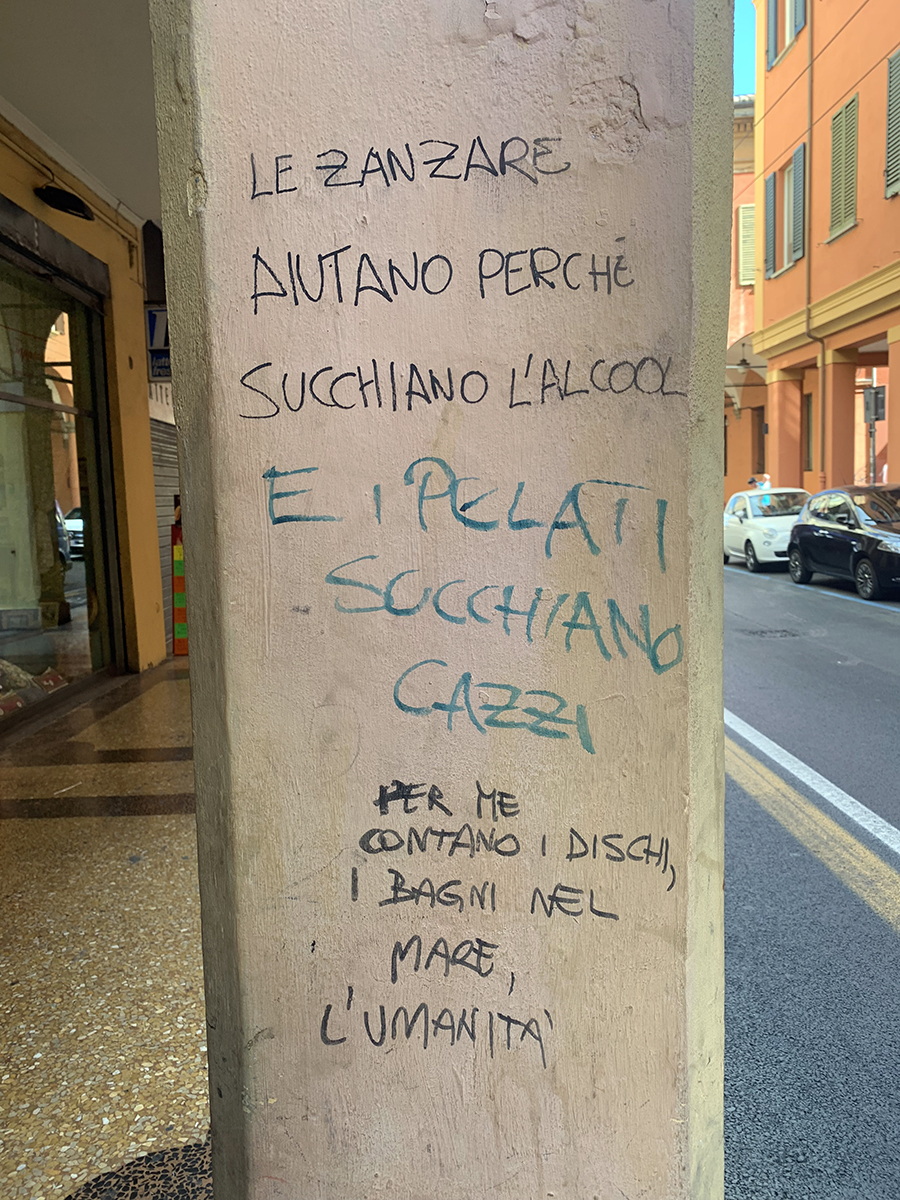 LE ZANZARE
AIUTANO PERCHÉ
SUCCHIANO L'ALCOOL
E I PELATI
SUCCHIANO
CAZZI
PER ME
CONTANO I DISCHI,
I BAGNI NEL
MARE,
L'UMANITA'